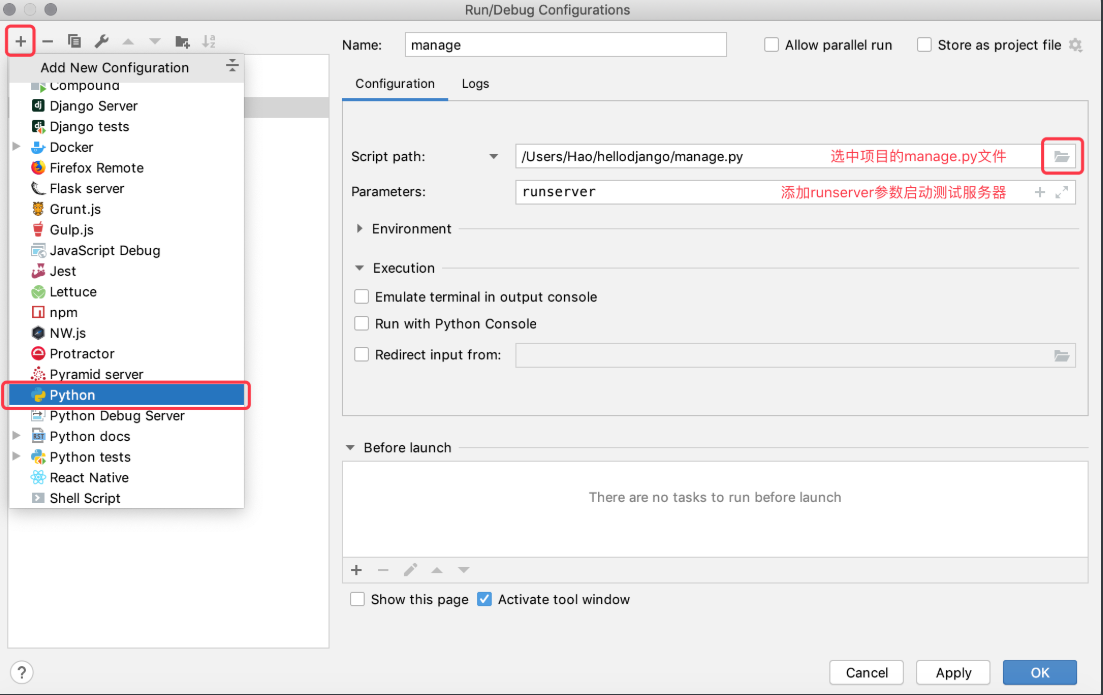 Run/Debug Configurations
Add New Configuration
Compound
Django Server
Django tests
Docker
Firefox Remote
Flask server
Grunt.js
Gulp.js
JavaScript Debug
Jest
Lettuce
npm
NW.js
Protractor
Pyramid server
Python
Python Debug Server
Python docs
Python tests
React Native
Shell Script
Name: manage
Allow parallel run
Store as project file
Configuration Logs
Script path: /Users/Hao/hellodjango/manage.py 选中项目的manage.py文件
Parameters: runserver 添加runserver参数启动测试服务器
Environment
Execution
Emulate terminal in output console
Run with Python Console
Redirect input from:
Before launch
There are no tasks to run before launch
Show this page Activate tool window
? Cancel Apply OK